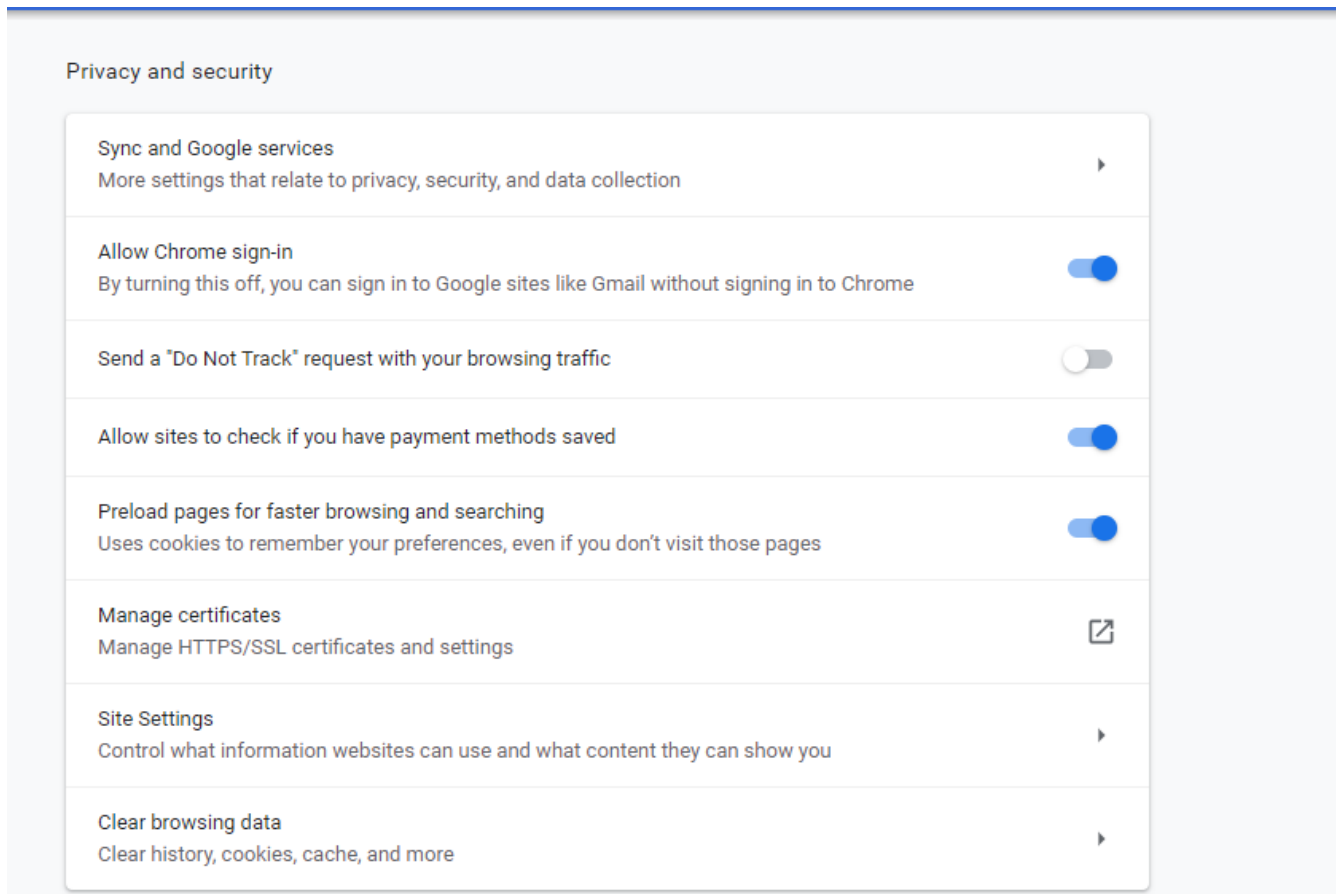 Privacy and security
Sync and Google services
More settings that relate to privacy, security, and data collection
Allow Chrome sign-in
By turning this off, you can sign in to Google sites like Gmail without signing in to Chrome
Send a "Do Not Track" request with your browsing traffic
Allow sites to check if you have payment methods saved
Preload pages for faster browsing and searching
Uses cookies to remember your preferences, even if you don’t visit those pages
Manage certificates
Manage HTTPS/SSL certificates and settings
Site Settings
Control what information websites can use and what content they can show you
Clear browsing data
Clear history, cookies, cache, and more